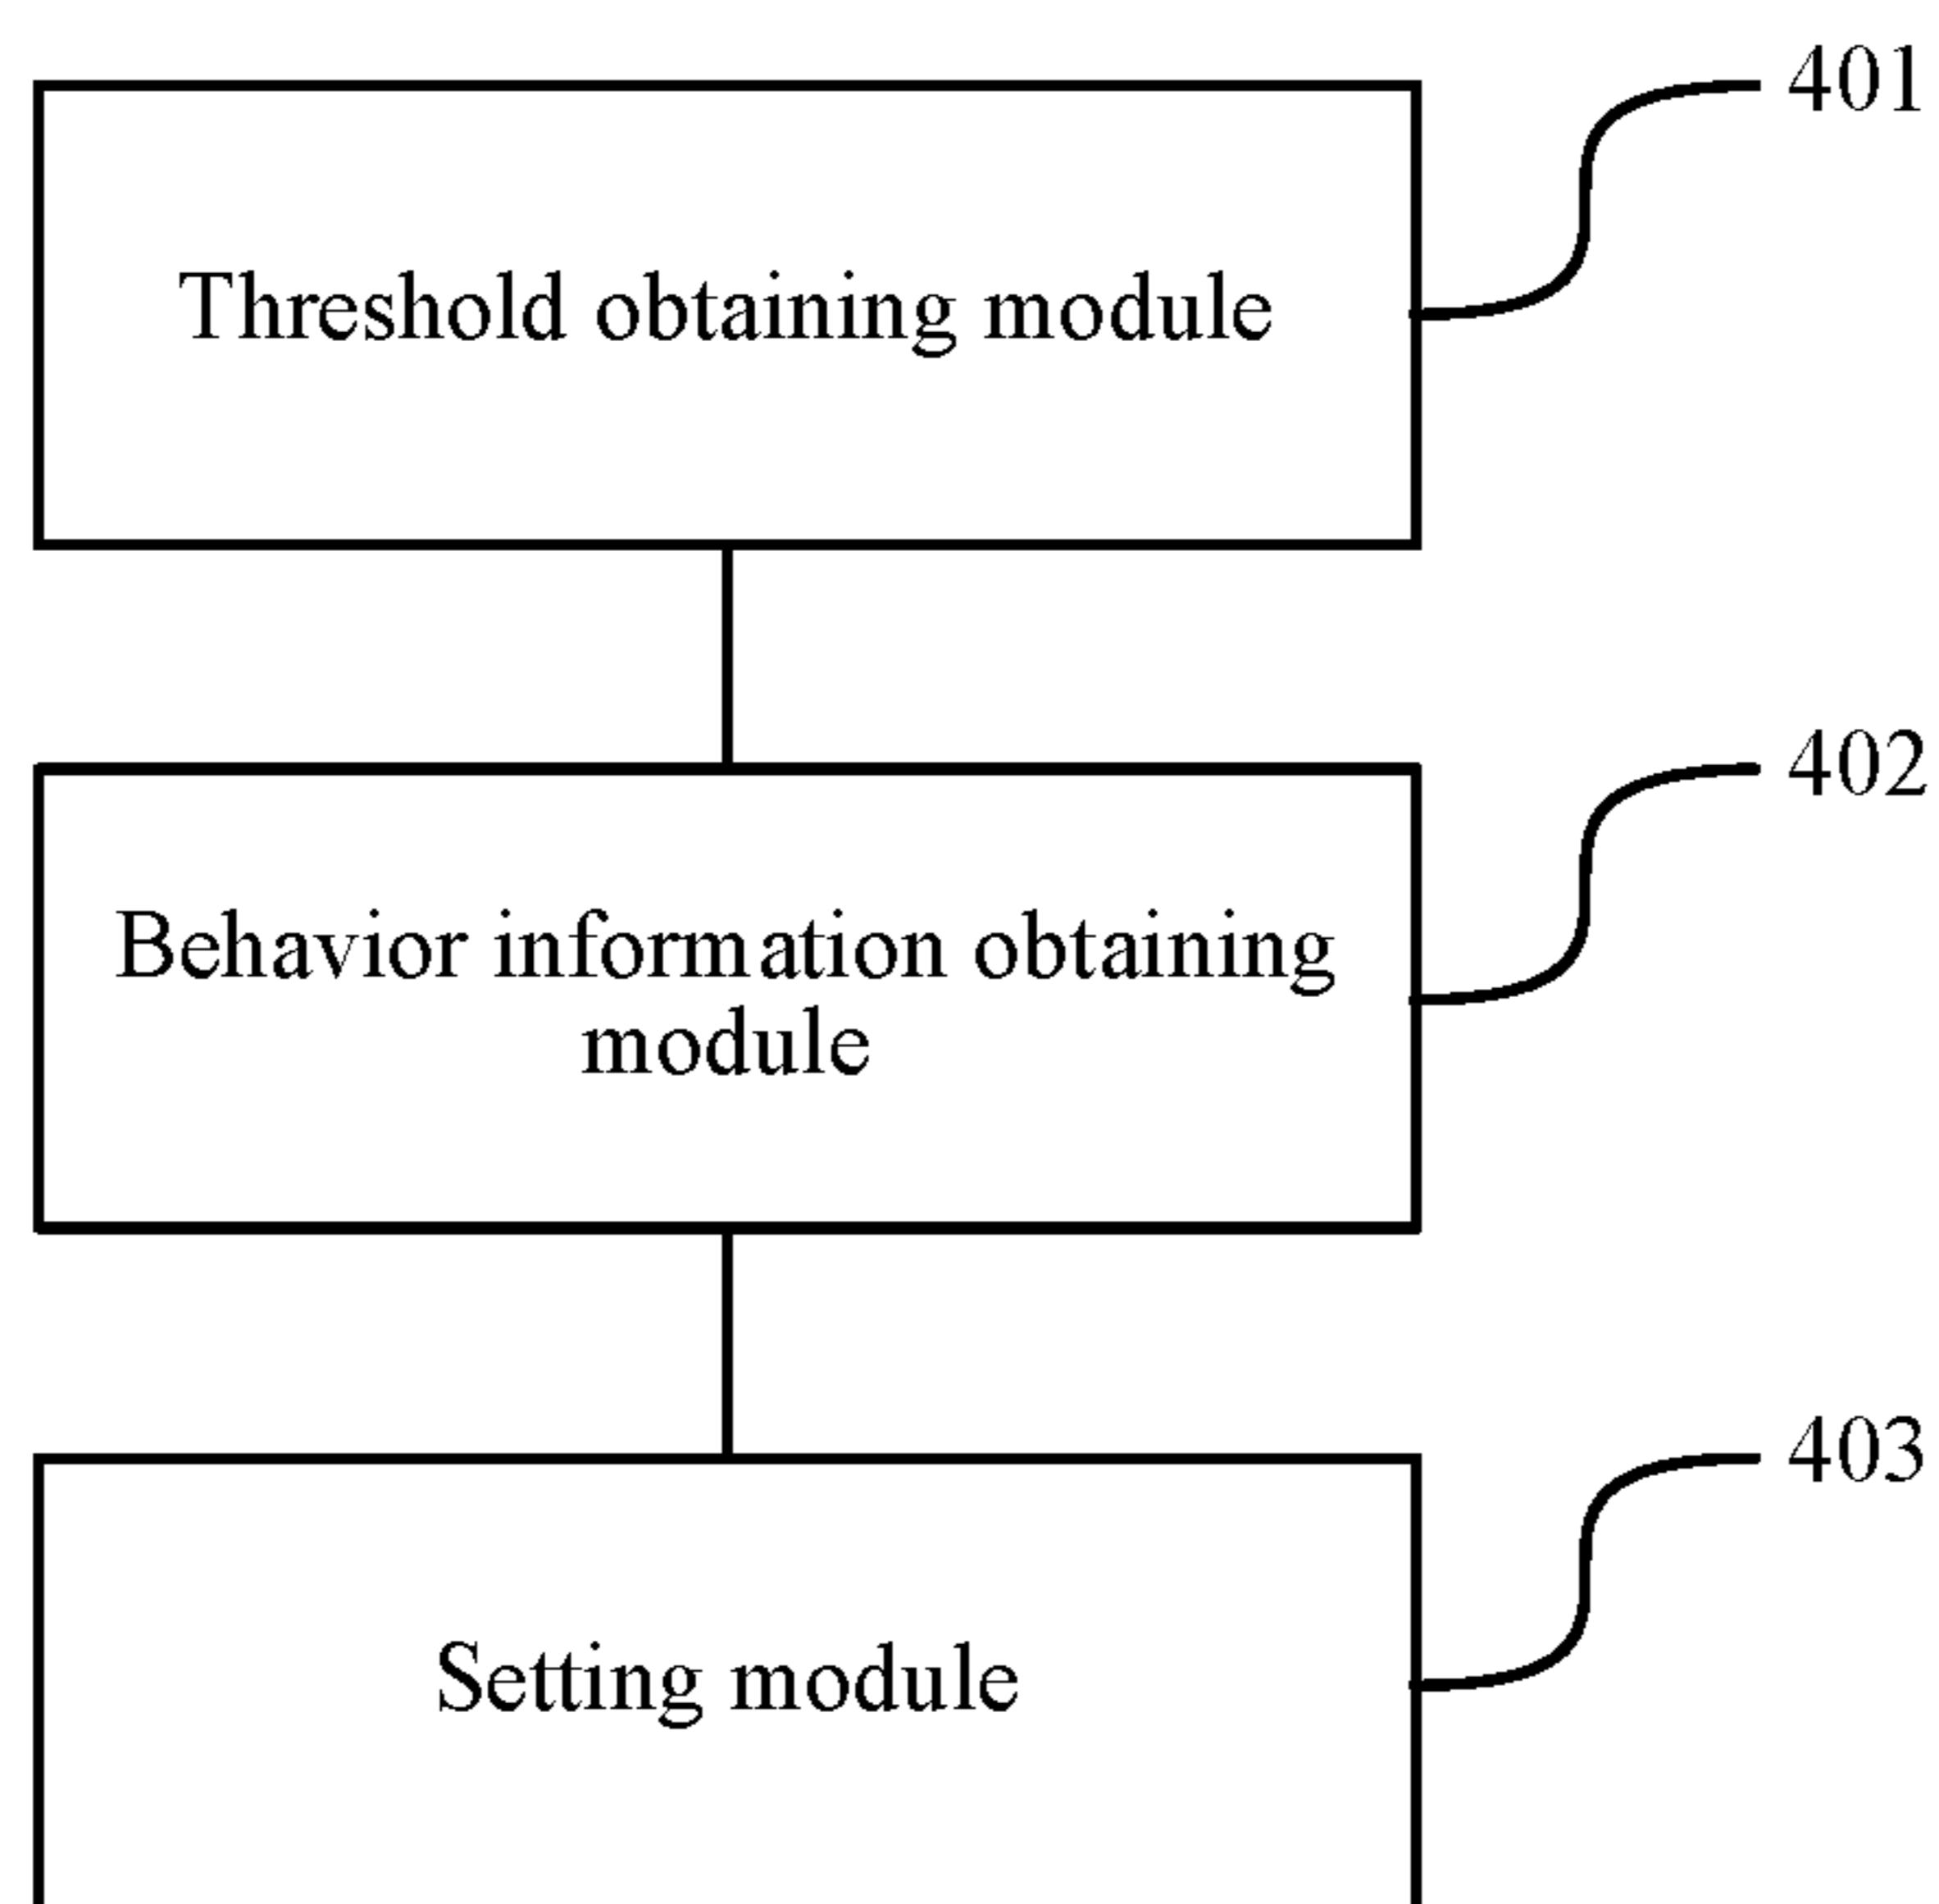 401
Threshold obtaining module
402
Behavior information obtaining
module
403
Setting module